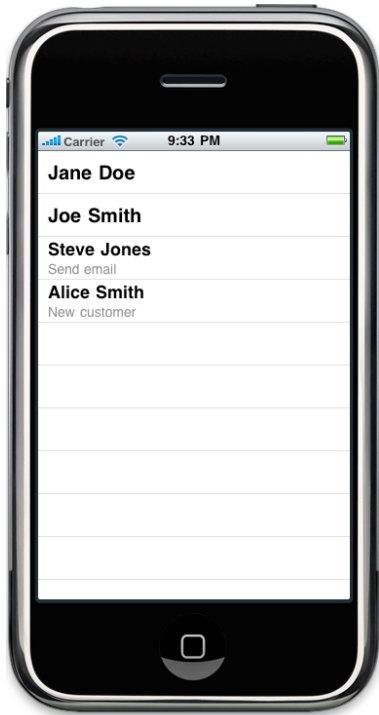 Carrier 9:33 PM
Jane Doe
Joe Smith
Steve Jones
Send email
Alice Smith
New customer